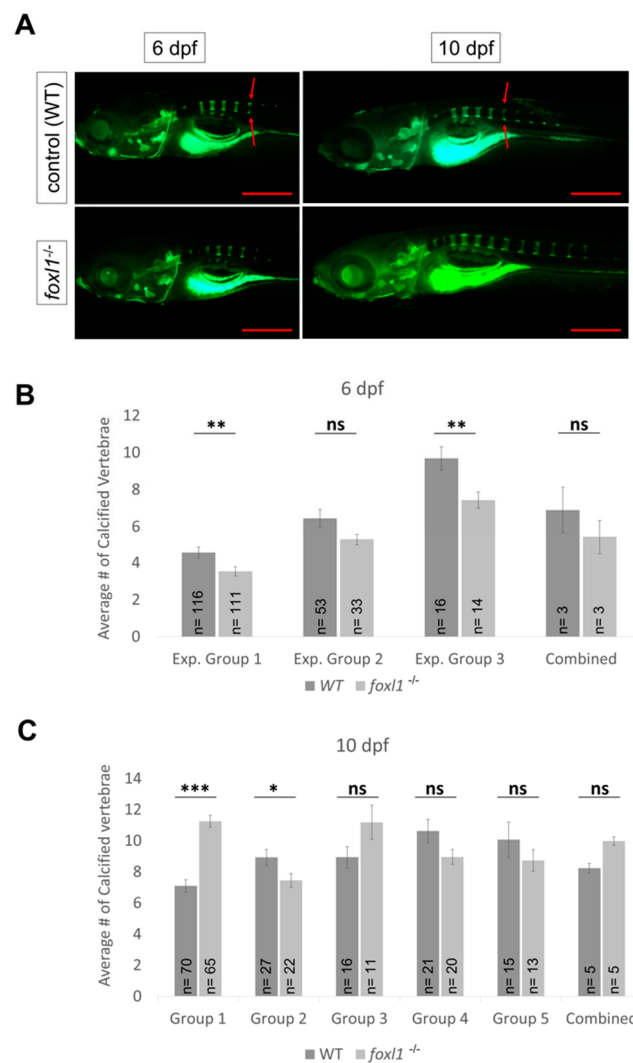 A
6 dpf
10 dpf
control (WT)
foxl1-/-
B
6 dpf
Average # of Calcified Vertebrae
12
10
8
6
4
2
0
**
ns
**
ns
n= 116
n= 111
n= 53
n= 33
n= 16
n= 14
n= 3
n= 3
Exp. Group 1
Exp. Group 2
Exp. Group 3
Combined
WT foxl1 -/-
C
10 dpf
Average # of Calcified vertebrae
14
12
10
8
6
4
2
0
***
*
ns
ns
ns
ns
n= 70
n= 65
n= 27
n= 22
n= 16
n= 11
n= 21
n= 20
n= 15
n= 13
n= 5
n= 5
Group 1
Group 2
Group 3
Group 4
Group 5
Combined
WT foxl1 -/-